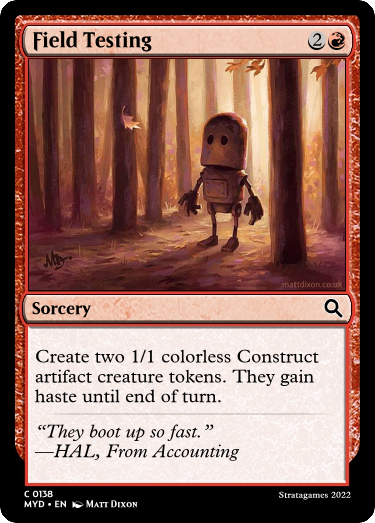 Field Testing 2
mattdixon.co.uk
Sorcery
Create two 1/1 colorless Construct
artifact creature tokens. They gain
haste until end of turn.
“They boot up so fast.”
—HAL, From Accounting
C 0138
MYD • EN Matt Dixon
Stratagames 2022